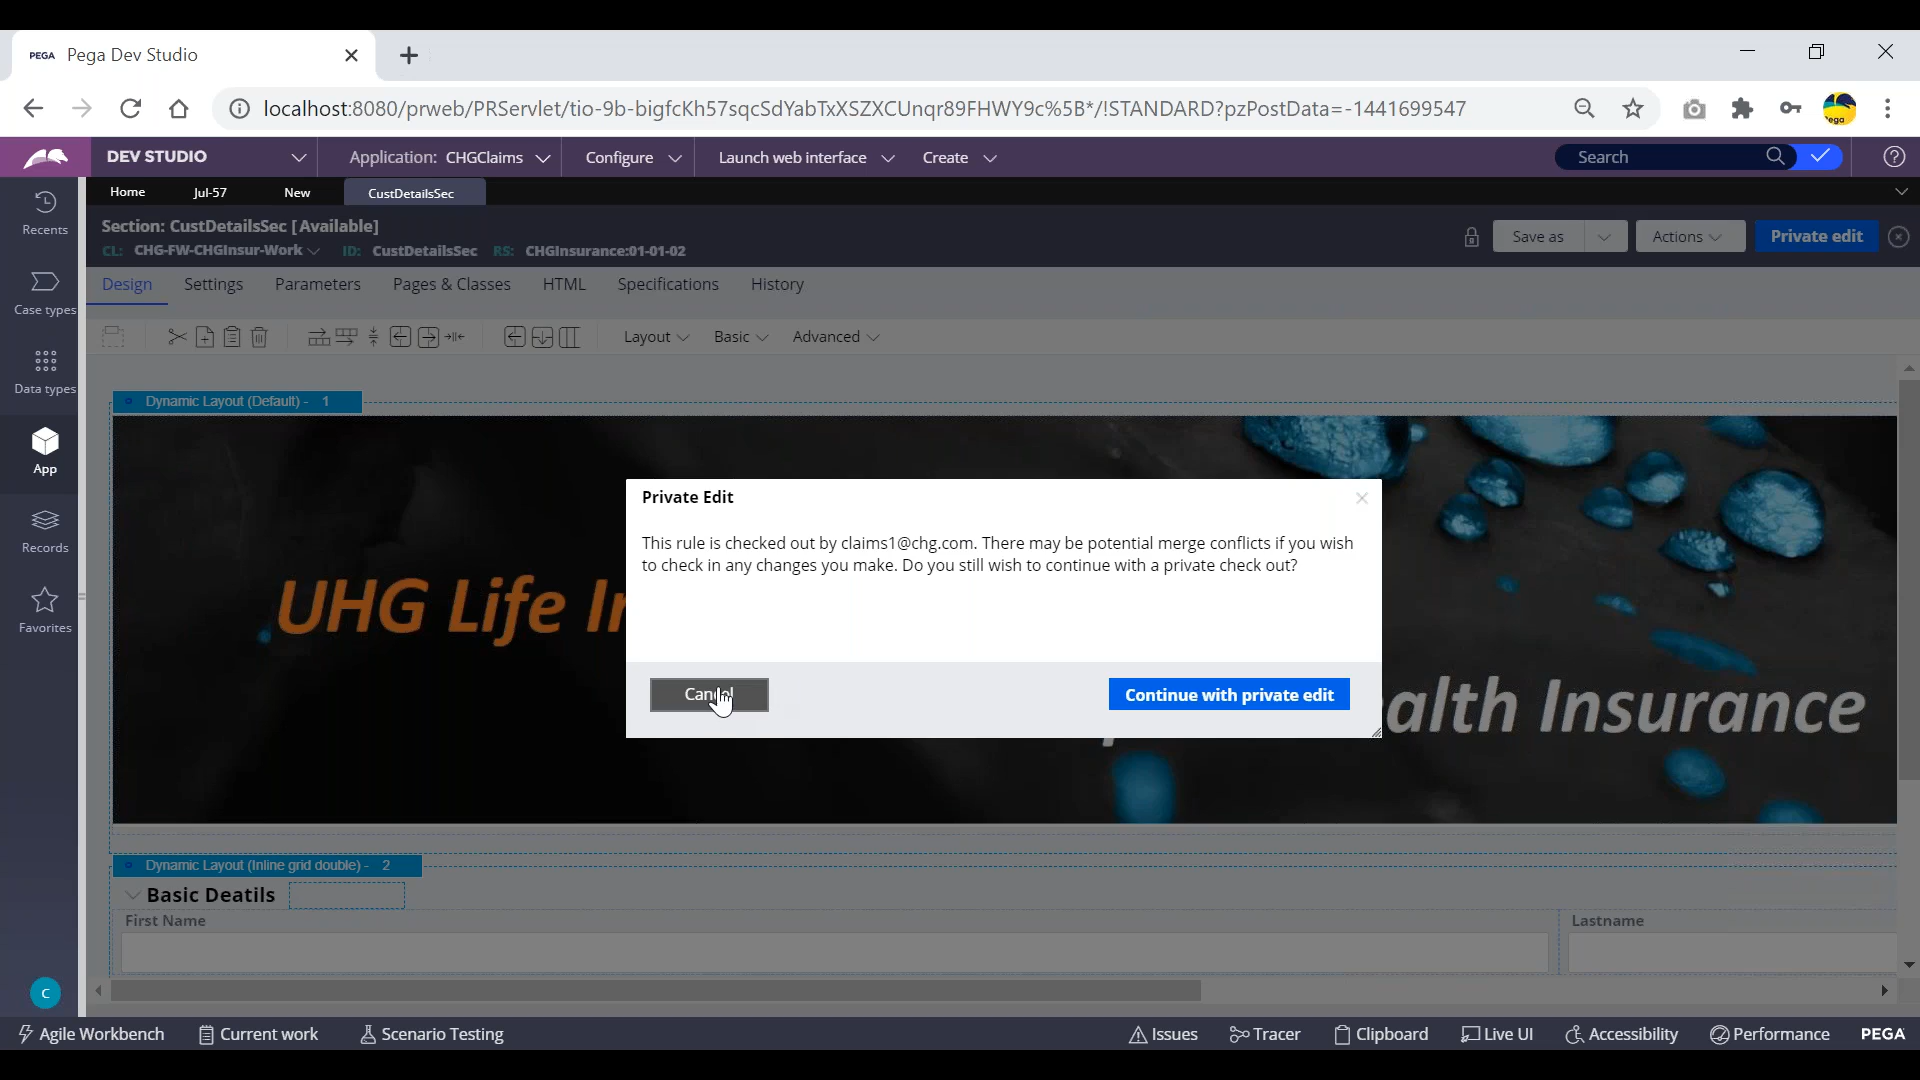 PEGA Pega Dev Studio
localhost:8080/prweb/PRServlet/tio-9b-bigfcKh57sqcSdYabTxXSZXCUnqr89FHWY9c%5B*/!STANDARD?pzPostData=-1441699547
DEV STUDIO Application: CHGClaims Configure Launch web interface Create Search
Home Jul-57 New CustDetailsSec
Recents
Section: CustDetailsSec [Available]
CL: CHG-FW-CHGInsur-Work ID: CustDetailsSec RS: CHGInsurance:01-01-02
Save as Actions Private edit
Design Settings Parameters Pages & Classes HTML Specifications History
Case types
Layout Basic Advanced
Data types
Dynamic Layout (Default) - 1
App
Private Edit
This rule is checked out by claims1@chg.com. There may be potential merge conflicts if you wish
to check in any changes you make. Do you still wish to continue with a private check out?
Records
UHG Life In
Favorites
Cancel Continue with private edit
alth Insurance
Dynamic Layout (Inline grid double) - 2
Basic Deatils
First Name Lastname
C
Agile Workbench Current work Scenario Testing Issues Tracer Clipboard Live UI Accessibility Performance PEGA